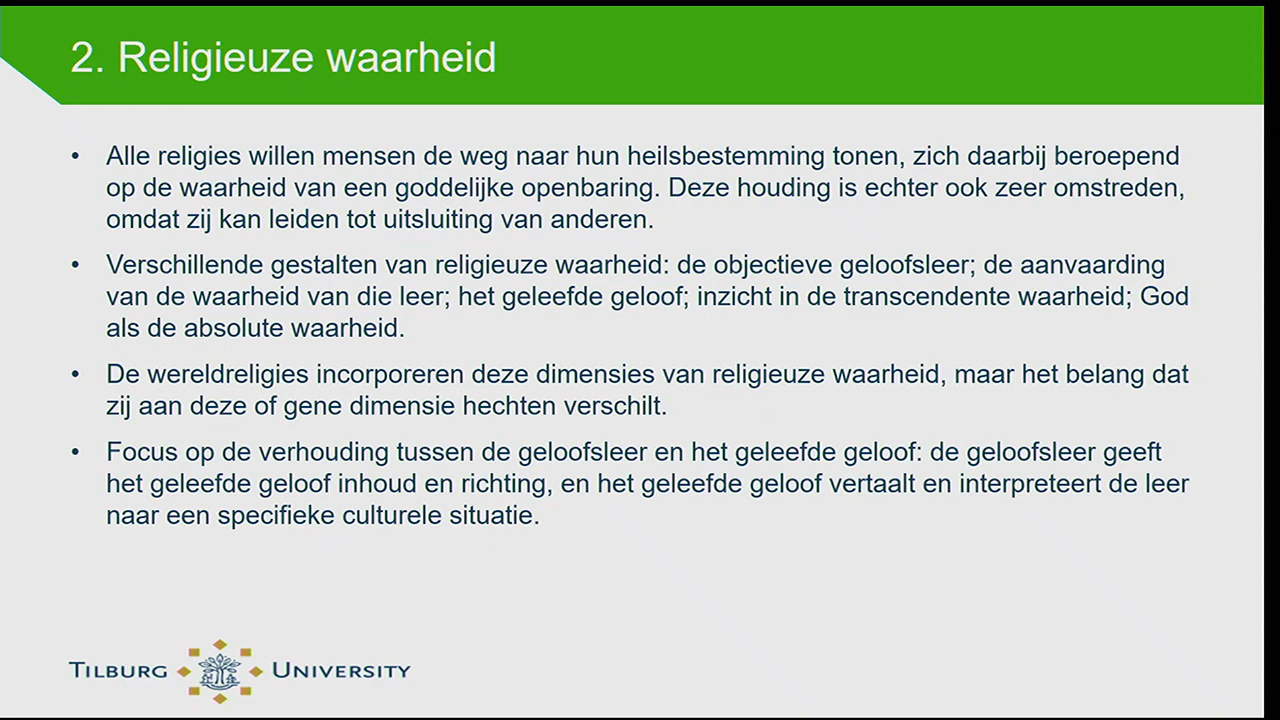 2. Religieuze waarheid
• Alle religies willen mensen de weg naar hun heilsbestemming tonen, zich daarbij beroepend
op de waarheid van een goddelijke openbaring. Deze houding is echter ook zeer omstreden,
omdat zij kan leiden tot uitsluiting van anderen.
• Verschillende gestalten van religieuze waarheid: de objectieve geloofsleer; de aanvaarding
van de waarheid van die leer; het geleefde geloof; inzicht in de transcendente waarheid; God
als de absolute waarheid.
• De wereldreligies incorporeren deze dimensies van religieuze waarheid, maar het belang dat
zij aan deze of gene dimensie hechten verschilt.
• Focus op de verhouding tussen de geloofsleer en het geleefde geloof: de geloofsleer geeft
het geleefde geloof inhoud en richting, en het geleefde geloof vertaalt en interpreteert de leer
naar een specifieke culturele situatie.
TILBURG UNIVERSITY